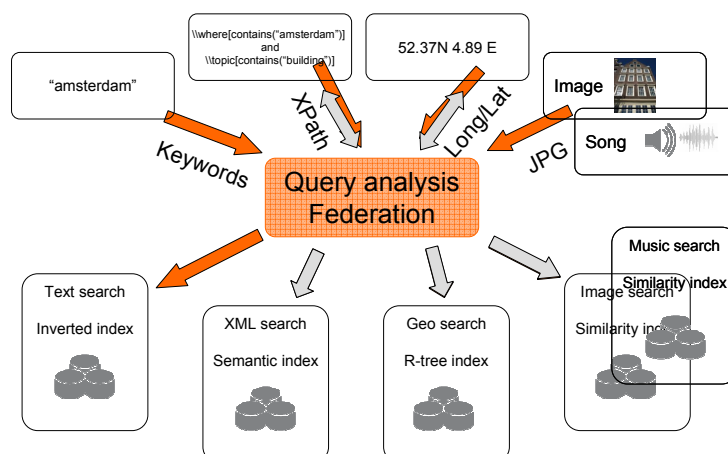 \\where[contains(“amsterdam”)]
and
\\topic[contains(“building”)]
52.37N 4.89 E
“amsterdam”
Image
Song
Keywords
XPath
Long/Lat
JPG
Query analysis
Federation
Text search
Inverted index
XML search
Semantic index
Geo search
R-tree index
Image search
Similarity index
Music search
Similarity index